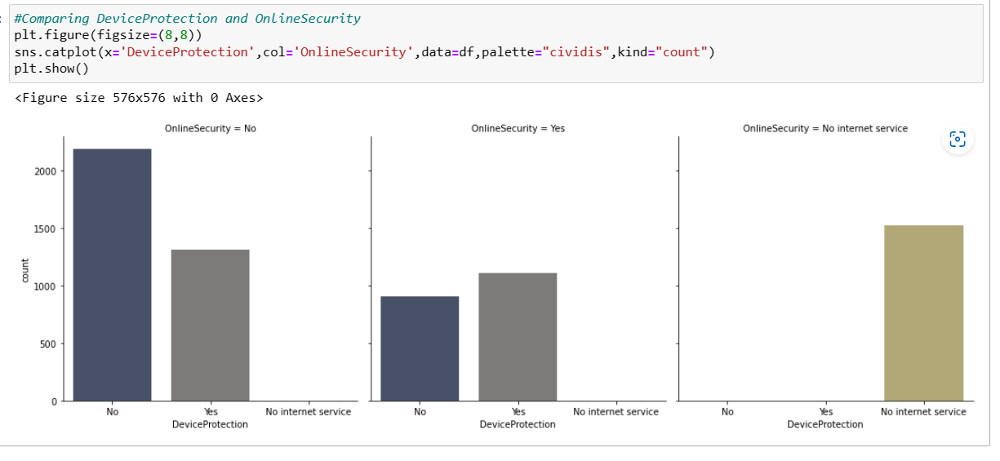 #Comparing DeviceProtection and OnlineSecurity
plt.figure(figsize=(8,8))
sns.catplot(x='DeviceProtection',col='OnlineSecurity',data=df,palette="cividis",kind="count")
plt.show()
<Figure size 576x576 with 0 Axes>
OnlineSecurity = No
OnlineSecurity = Yes
OnlineSecurity = No internet service
2000
1500
1000
500
0
count
No
Yes
No internet service
DeviceProtection
No
Yes
No internet service
DeviceProtection
No
Yes
No internet service
DeviceProtection